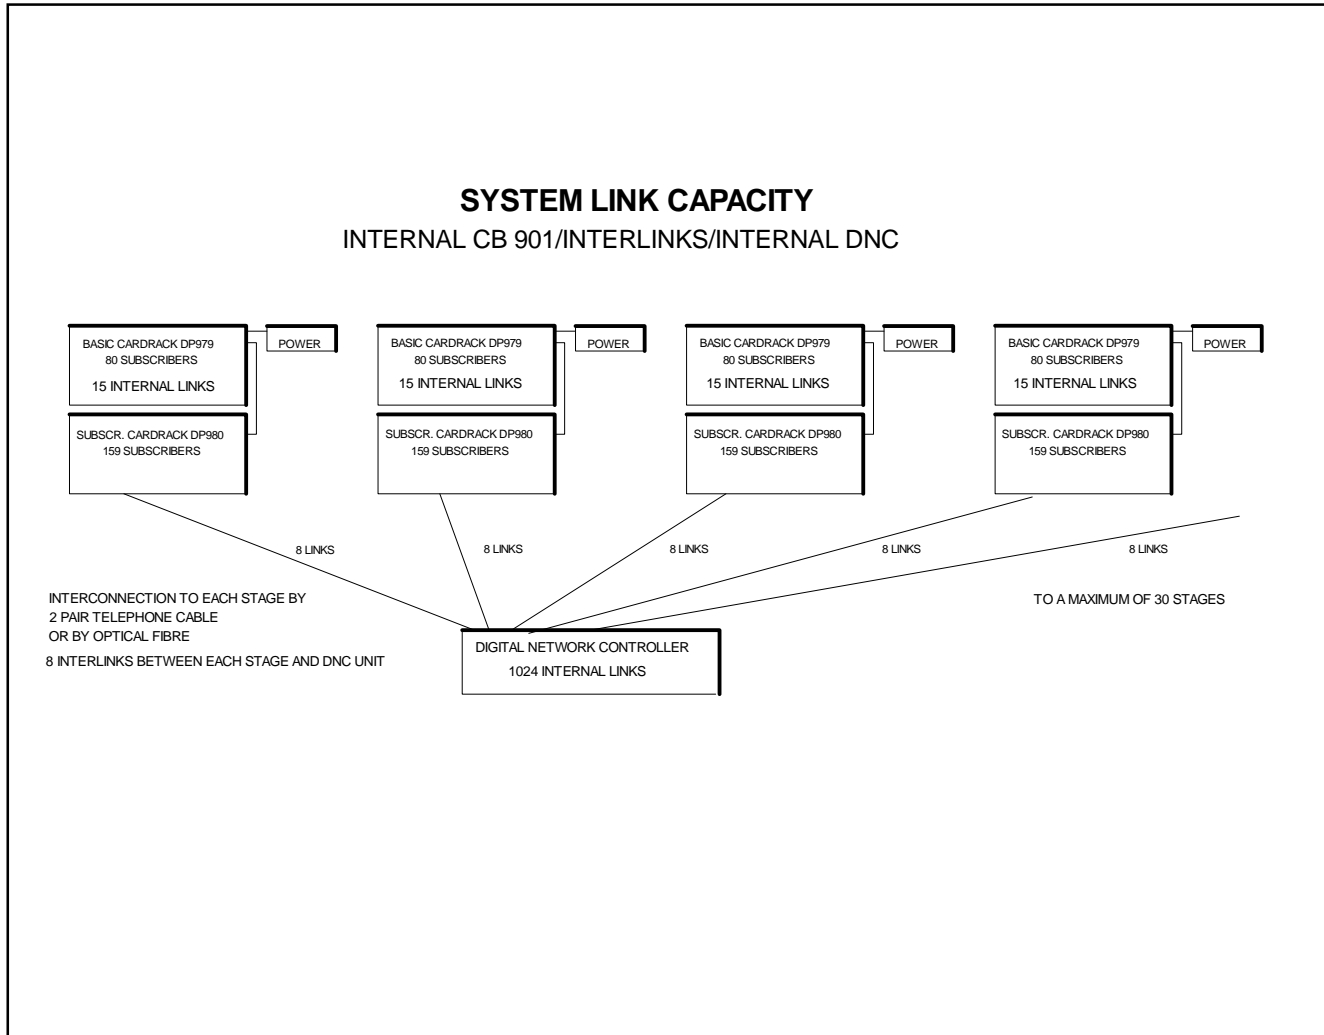 SYSTEM LINK CAPACITY
INTERNAL CB 901/INTERLINKS/INTERNAL DNC
BASIC CARDRACK DP979
80 SUBSCRIBERS
15 INTERNAL LINKS
POWER
SUBSCR. CARDRACK DP980
159 SUBSCRIBERS
BASIC CARDRACK DP979
80 SUBSCRIBERS
15 INTERNAL LINKS
POWER
SUBSCR. CARDRACK DP980
159 SUBSCRIBERS
BASIC CARDRACK DP979
80 SUBSCRIBERS
15 INTERNAL LINKS
POWER
SUBSCR. CARDRACK DP980
159 SUBSCRIBERS
BASIC CARDRACK DP979
80 SUBSCRIBERS
15 INTERNAL LINKS
POWER
SUBSCR. CARDRACK DP980
159 SUBSCRIBERS
8 LINKS
8 LINKS
8 LINKS
8 LINKS
8 LINKS
INTERCONNECTION TO EACH STAGE BY
2 PAIR TELEPHONE CABLE
OR BY OPTICAL FIBRE
8 INTERLINKS BETWEEN EACH STAGE AND DNC UNIT
TO A MAXIMUM OF 30 STAGES
DIGITAL NETWORK CONTROLLER
1024 INTERNAL LINKS